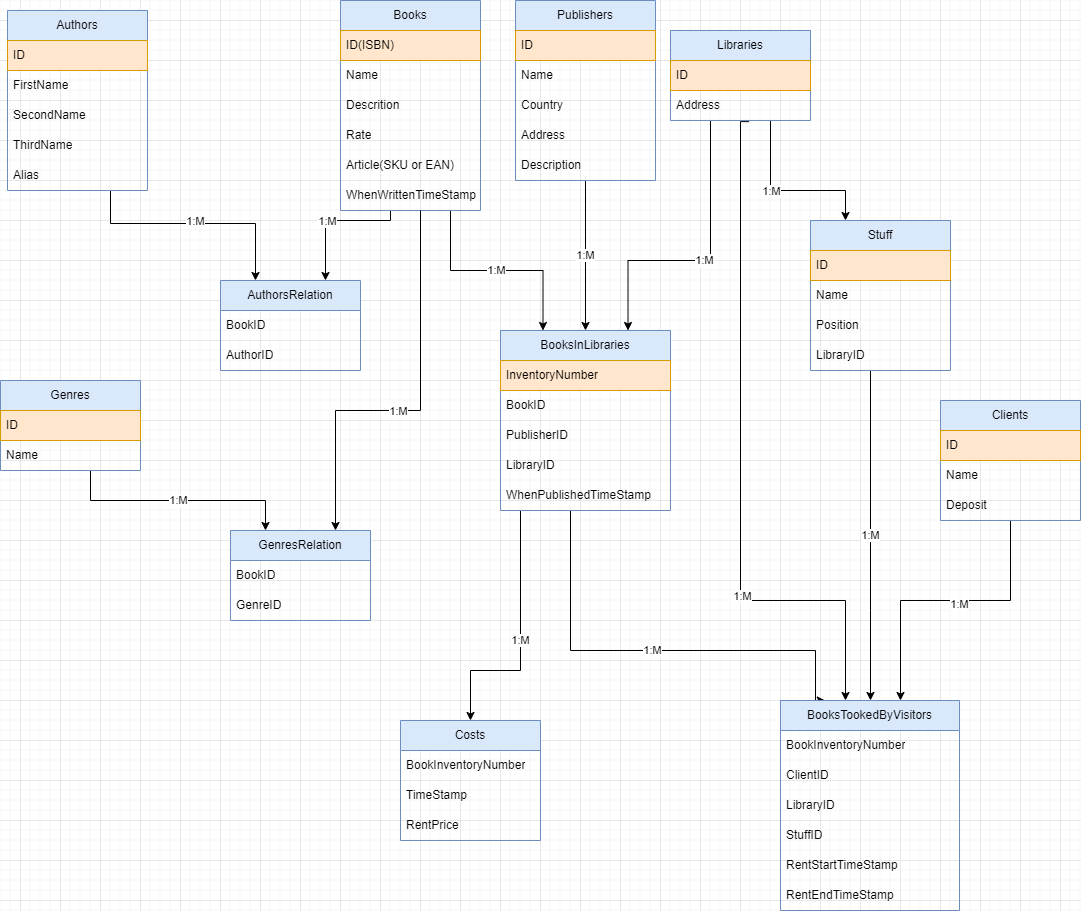 Authors
ID
FirstName
SecondName
ThirdName
Alias
Books
ID(ISBN)
Name
Descrition
Rate
Article(SKU or EAN)
WhenWrittenTimeStamp
Publishers
ID
Name
Country
Address
Description
Libraries
ID
Address
1:M
1:M
1:M
1:M
1:M
1:M
Stuff
ID
Name
Position
LibraryID
AuthorsRelation
BookID
AuthorID
BooksInLibraries
InventoryNumber
BookID
PublisherID
LibraryID
WhenPublishedTimeStamp
Genres
ID
Name
1:M
1:M
Clients
ID
Name
Deposit
GenresRelation
BookID
GenreID
1:M
1:M
1:M
1:M
1:M
Costs
BookInventoryNumber
TimeStamp
RentPrice
BooksTookedByVisitors
BookInventoryNumber
ClientID
LibraryID
StuffID
RentStartTimeStamp
RentEndTimeStamp